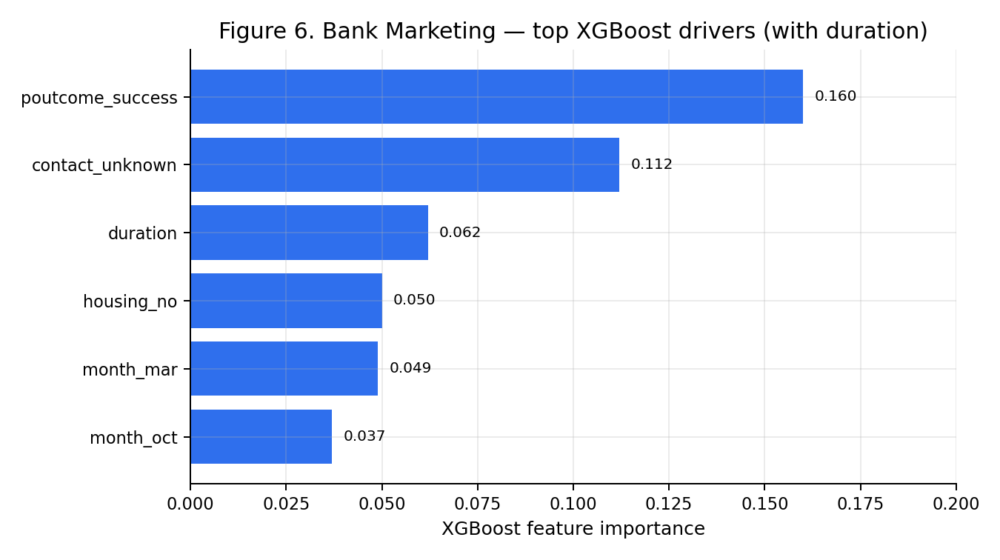 Figure 6. Bank Marketing — top XGBoost drivers (with duration)
poutcome_success 0.160
contact_unknown 0.112
duration 0.062
housing_no 0.050
month_mar 0.049
month_oct 0.037
0.000 0.025 0.050 0.075 0.100 0.125 0.150 0.175 0.200
XGBoost feature importance